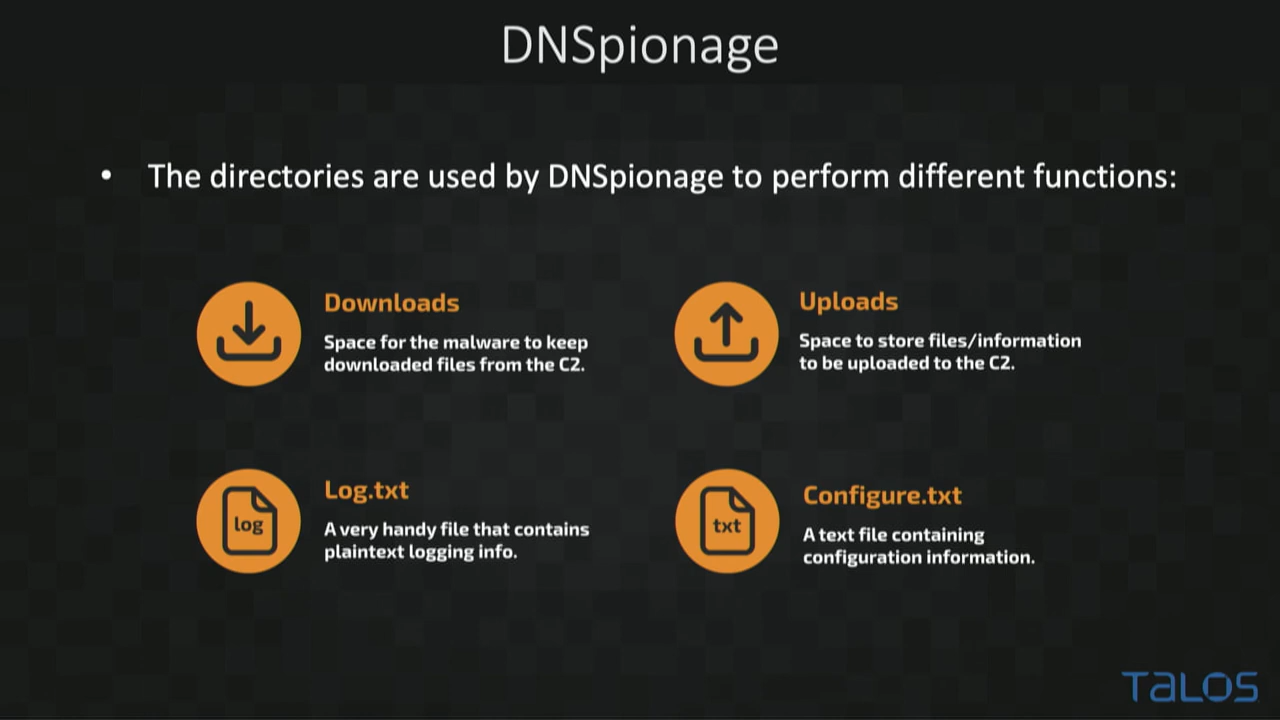 DNSpionage
• The directories are used by DNSpionage to perform different functions:
Downloads
Space for the malware to keep
downloaded files from the C2.
Uploads
Space to store files/information
to be uploaded to the C2.
log
Log.txt
A very handy file that contains
plaintext logging info.
txt
Configure.txt
A text file containing
configuration information.
TALOS